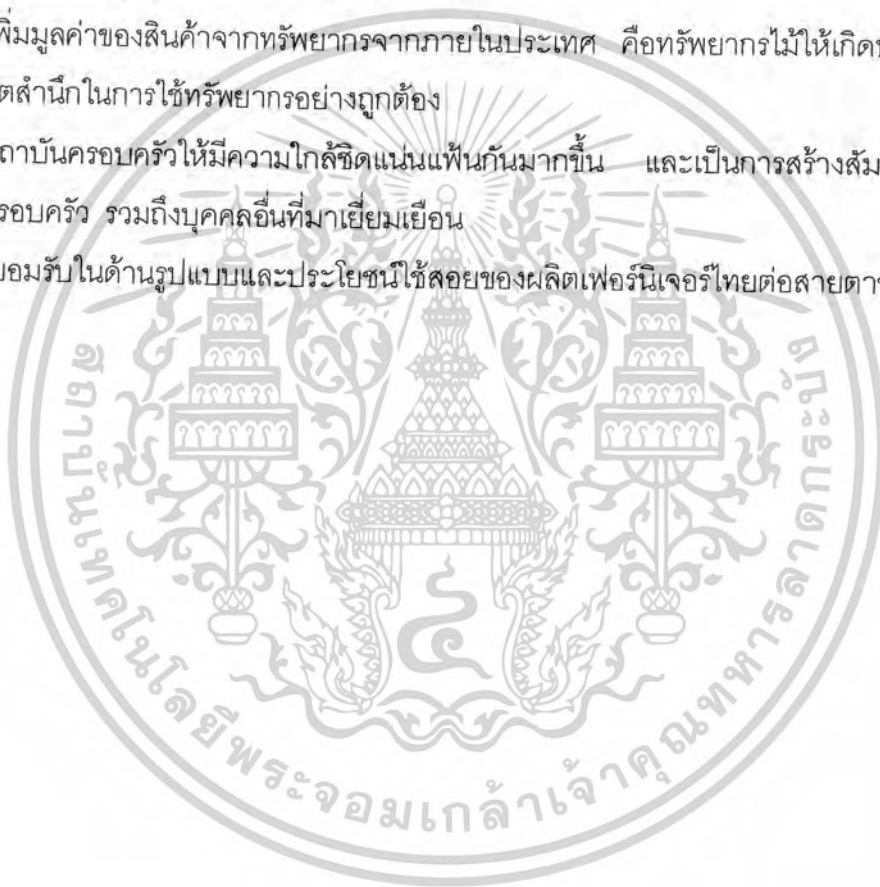 พิ่มมูลค่าของสินค้าจากทรัพยากรจากภายในประเทศ คือทรัพยากรไม้ให้เกิด
ตสำนึกในการใช้ทรัพยากรอย่างถูกต้อง
ถาบันครอบครัวให้มีความใกล้ชิดแน่นแฟ้นกันมากขึ้น และเป็นการสร้างสัม
รอบครัว รวมถึงบุคคลอื่นที่มาเยี่ยมเยือน
ยอมรับในด้านรูปแบบและประโยชน์ใช้สอยของผลิตเฟอร์นิเจอร์ไทยต่อสายตา
สถาบันเทคโนโลยีพระจอมเกล้าเจ้าคุณทหารลาดกระบัง